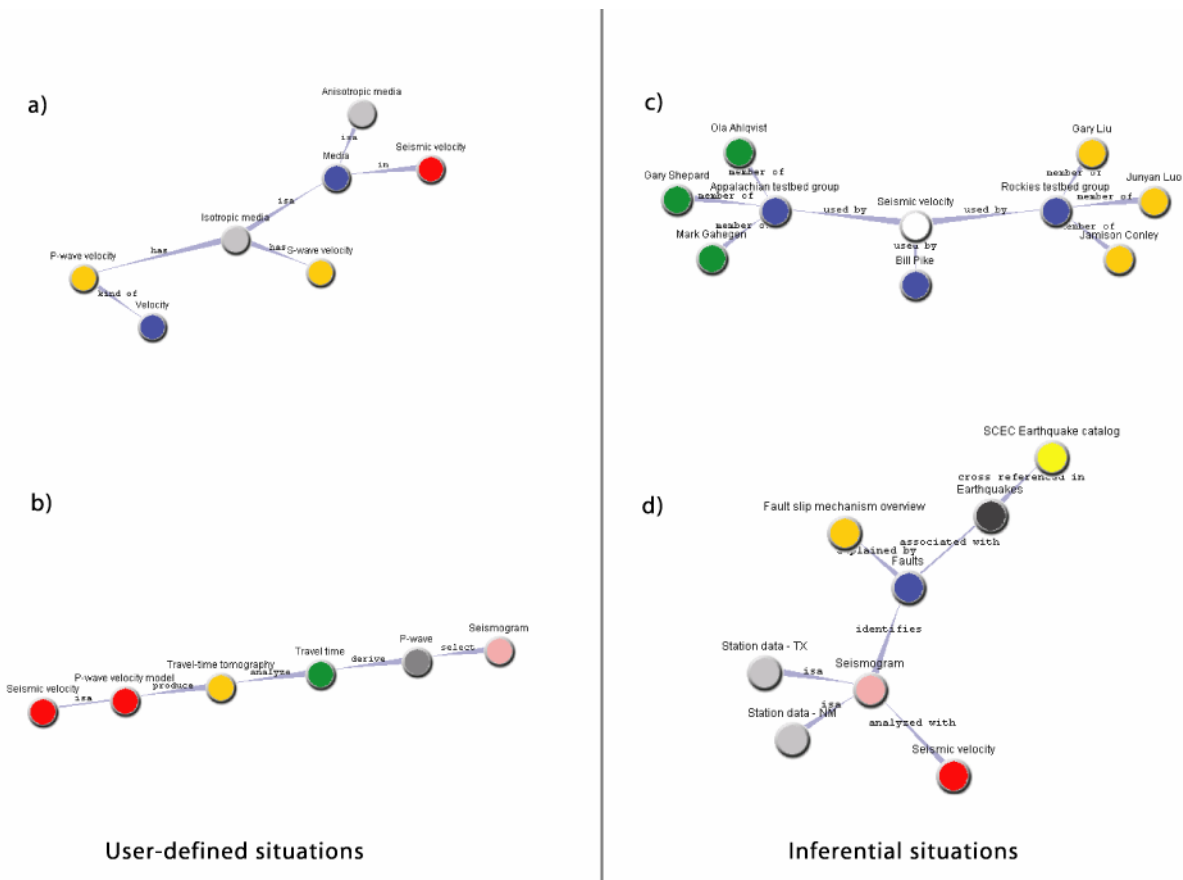 a)
Anisotropic media
isa
Media
in
Seismic velocity
isa
Isotropic media
has
has
S-wave velocity
P-wave velocity
kind of
Velocity
b)
Seismogram
select
P-wave
derive
Travel time
analyze
Travel-time tomography
produce
P-wave velocity model
isa
Seismic velocity
User-defined situations
c)
Ola Ahlqvist
member of
Gary Shepard
member of
Appalachian testbed group
member of
Mark Gahegan
used by
Seismic velocity
used by
used by
Bill Pike
Gary Liu
member of
Rockies testbed group
Junyan Luo
member of
member of
Jamison Conley
d)
SCEC Earthquake catalog
cross referenced in
Earthquakes
Fault slip mechanism overview
associated with
explained by
Faults
identifies
Station data - TX
isa
Seismogram
Station data - NM
isa
analyzed with
Seismic velocity
Inferential situations